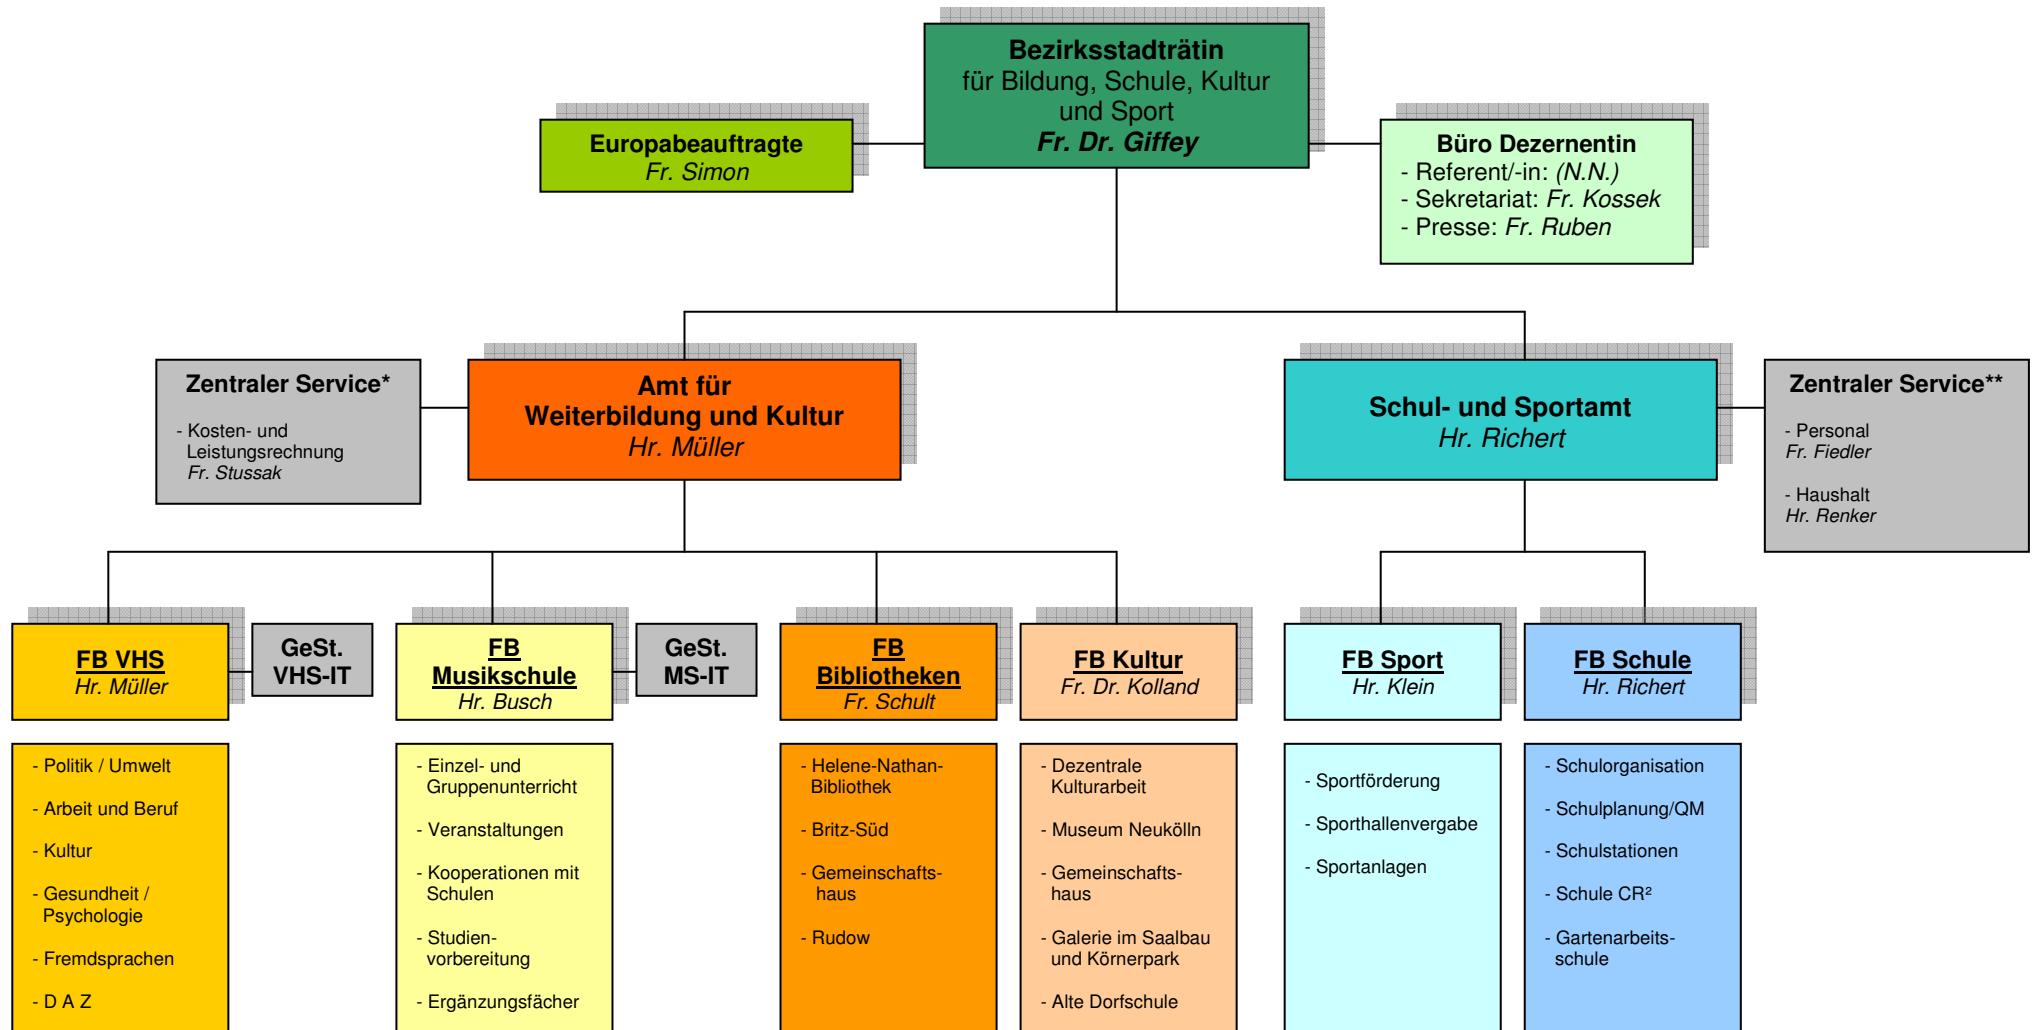 Bezirksstadträtin
für Bildung, Schule, Kultur
und Sport
Fr. Dr. Giffey
Europabeauftragte
Fr. Simon
Büro Dezernentin
- Referent/-in: (N.N.)
- Sekretariat: Fr. Kossek
- Presse: Fr. Ruben
Zentraler Service*
- Kosten- und
Leistungsrechnung
Fr. Stussak
Amt für
Weiterbildung und Kultur
Hr. Müller
Schul- und Sportamt
Hr. Richert
Zentraler Service**
- Personal
Fr. Fiedler
- Haushalt
Hr. Renker
FB VHS
Hr. Müller
GeSt.
VHS-IT
FB
Musikschule
Hr. Busch
GeSt.
MS-IT
FB
Bibliotheken
Fr. Schult
FB Kultur
Fr. Dr. Kolland
FB Sport
Hr. Klein
FB Schule
Hr. Richert
- Politik / Umwelt
- Arbeit und Beruf
- Kultur
- Gesundheit /
Psychologie
- Fremdsprachen
- D A Z
- Einzel- und
Gruppenunterricht
- Veranstaltungen
- Kooperationen mit
Schulen
- Studien-
vorbereitung
- Ergänzungsfächer
- Helene-Nathan-
Bibliothek
- Britz-Süd
- Gemeinschafts-
haus
- Rudow
- Dezentrale
Kulturarbeit
- Museum Neukölln
- Gemeinschafts-
haus
- Galerie im Saalbau
und Körnerpark
- Alte Dorfschule
- Sportförderung
- Sporthallenvergabe
- Sportanlagen
- Schulorganisation
- Schulplanung/QM
- Schulstationen
- Schule CR²
- Gartenarbeits-
schule